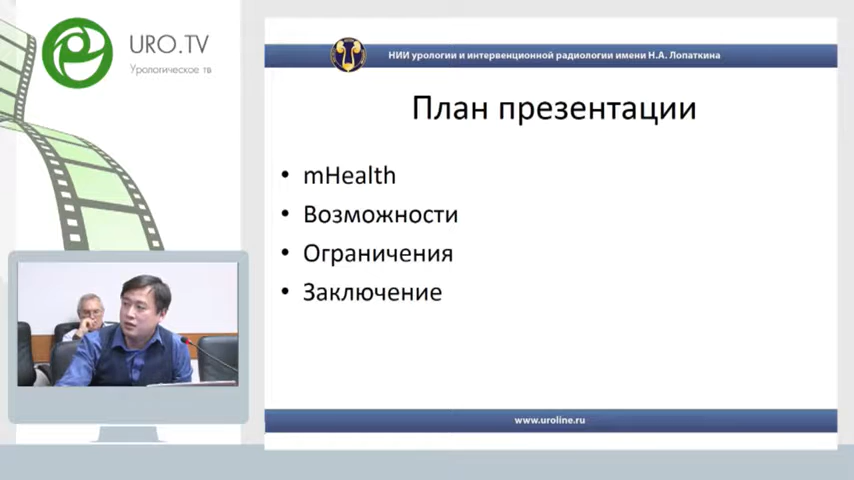 URO.TV
Урологическое тв
НИИ урологии и интервенционной радиологии имени Н.А. Лопаткина
План презентации
• mHealth
• Возможности
• Ограничения
• Заключение
www.uroline.ru